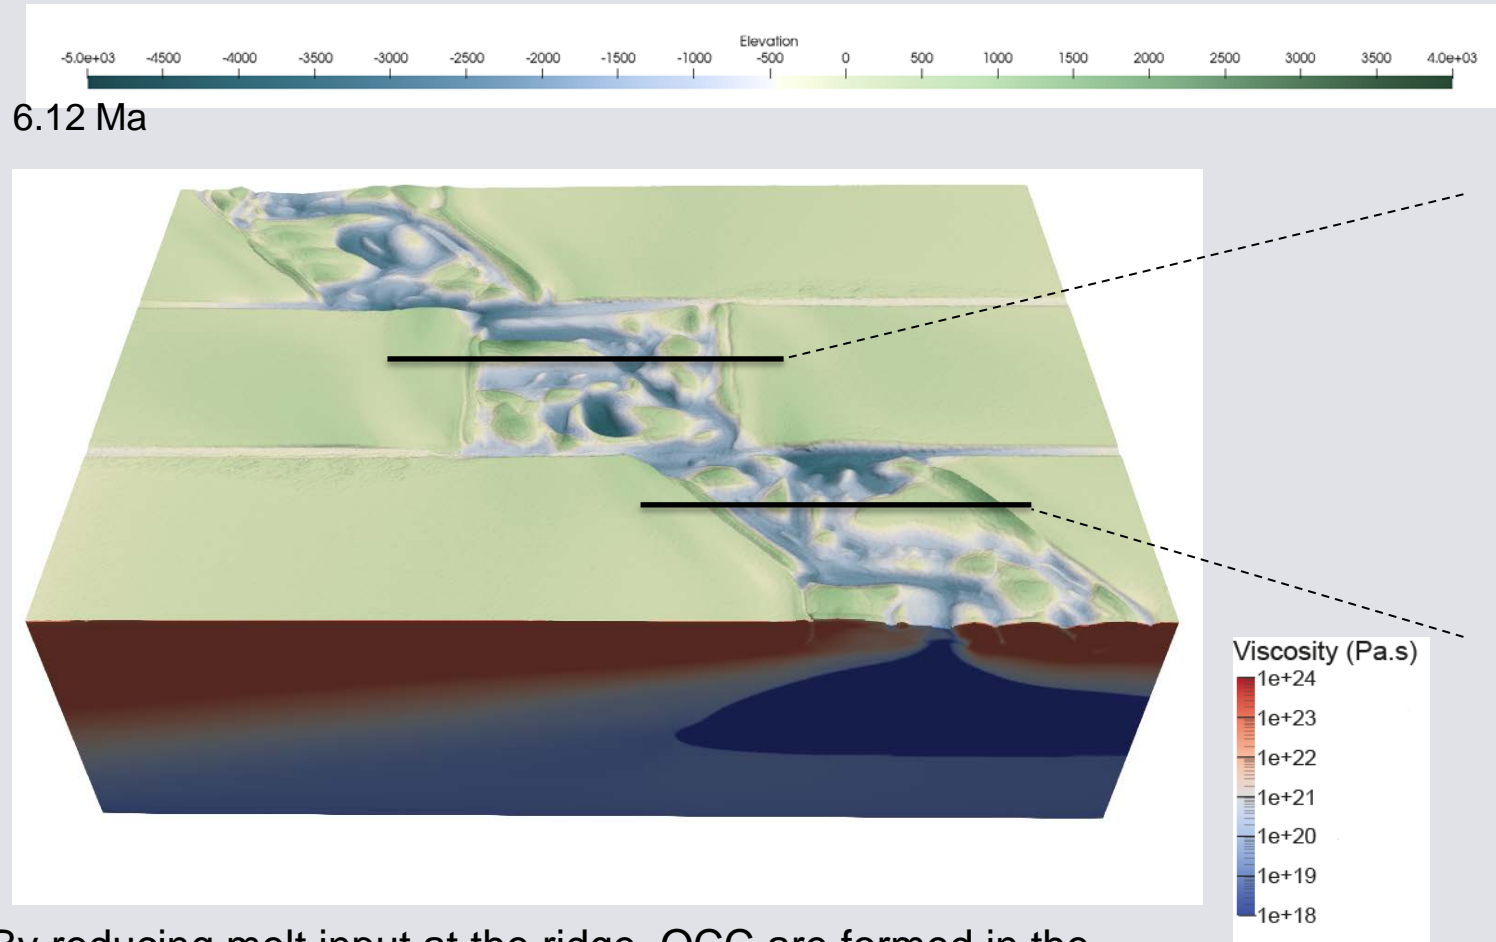 Elevation
-5.0e+03 -4500 -4000 -3500 -3000 -2500 -2000 -1500 -1000 -500 0 500 1000 1500 2000 2500 3000 3500 4.0e+03
6.12 Ma
Viscosity (Pa.s)
1e+24
1e+23
1e+22
1e+21
1e+20
1e+19
1e+18
By reducing melt input at the ridge, OCC are formed in the